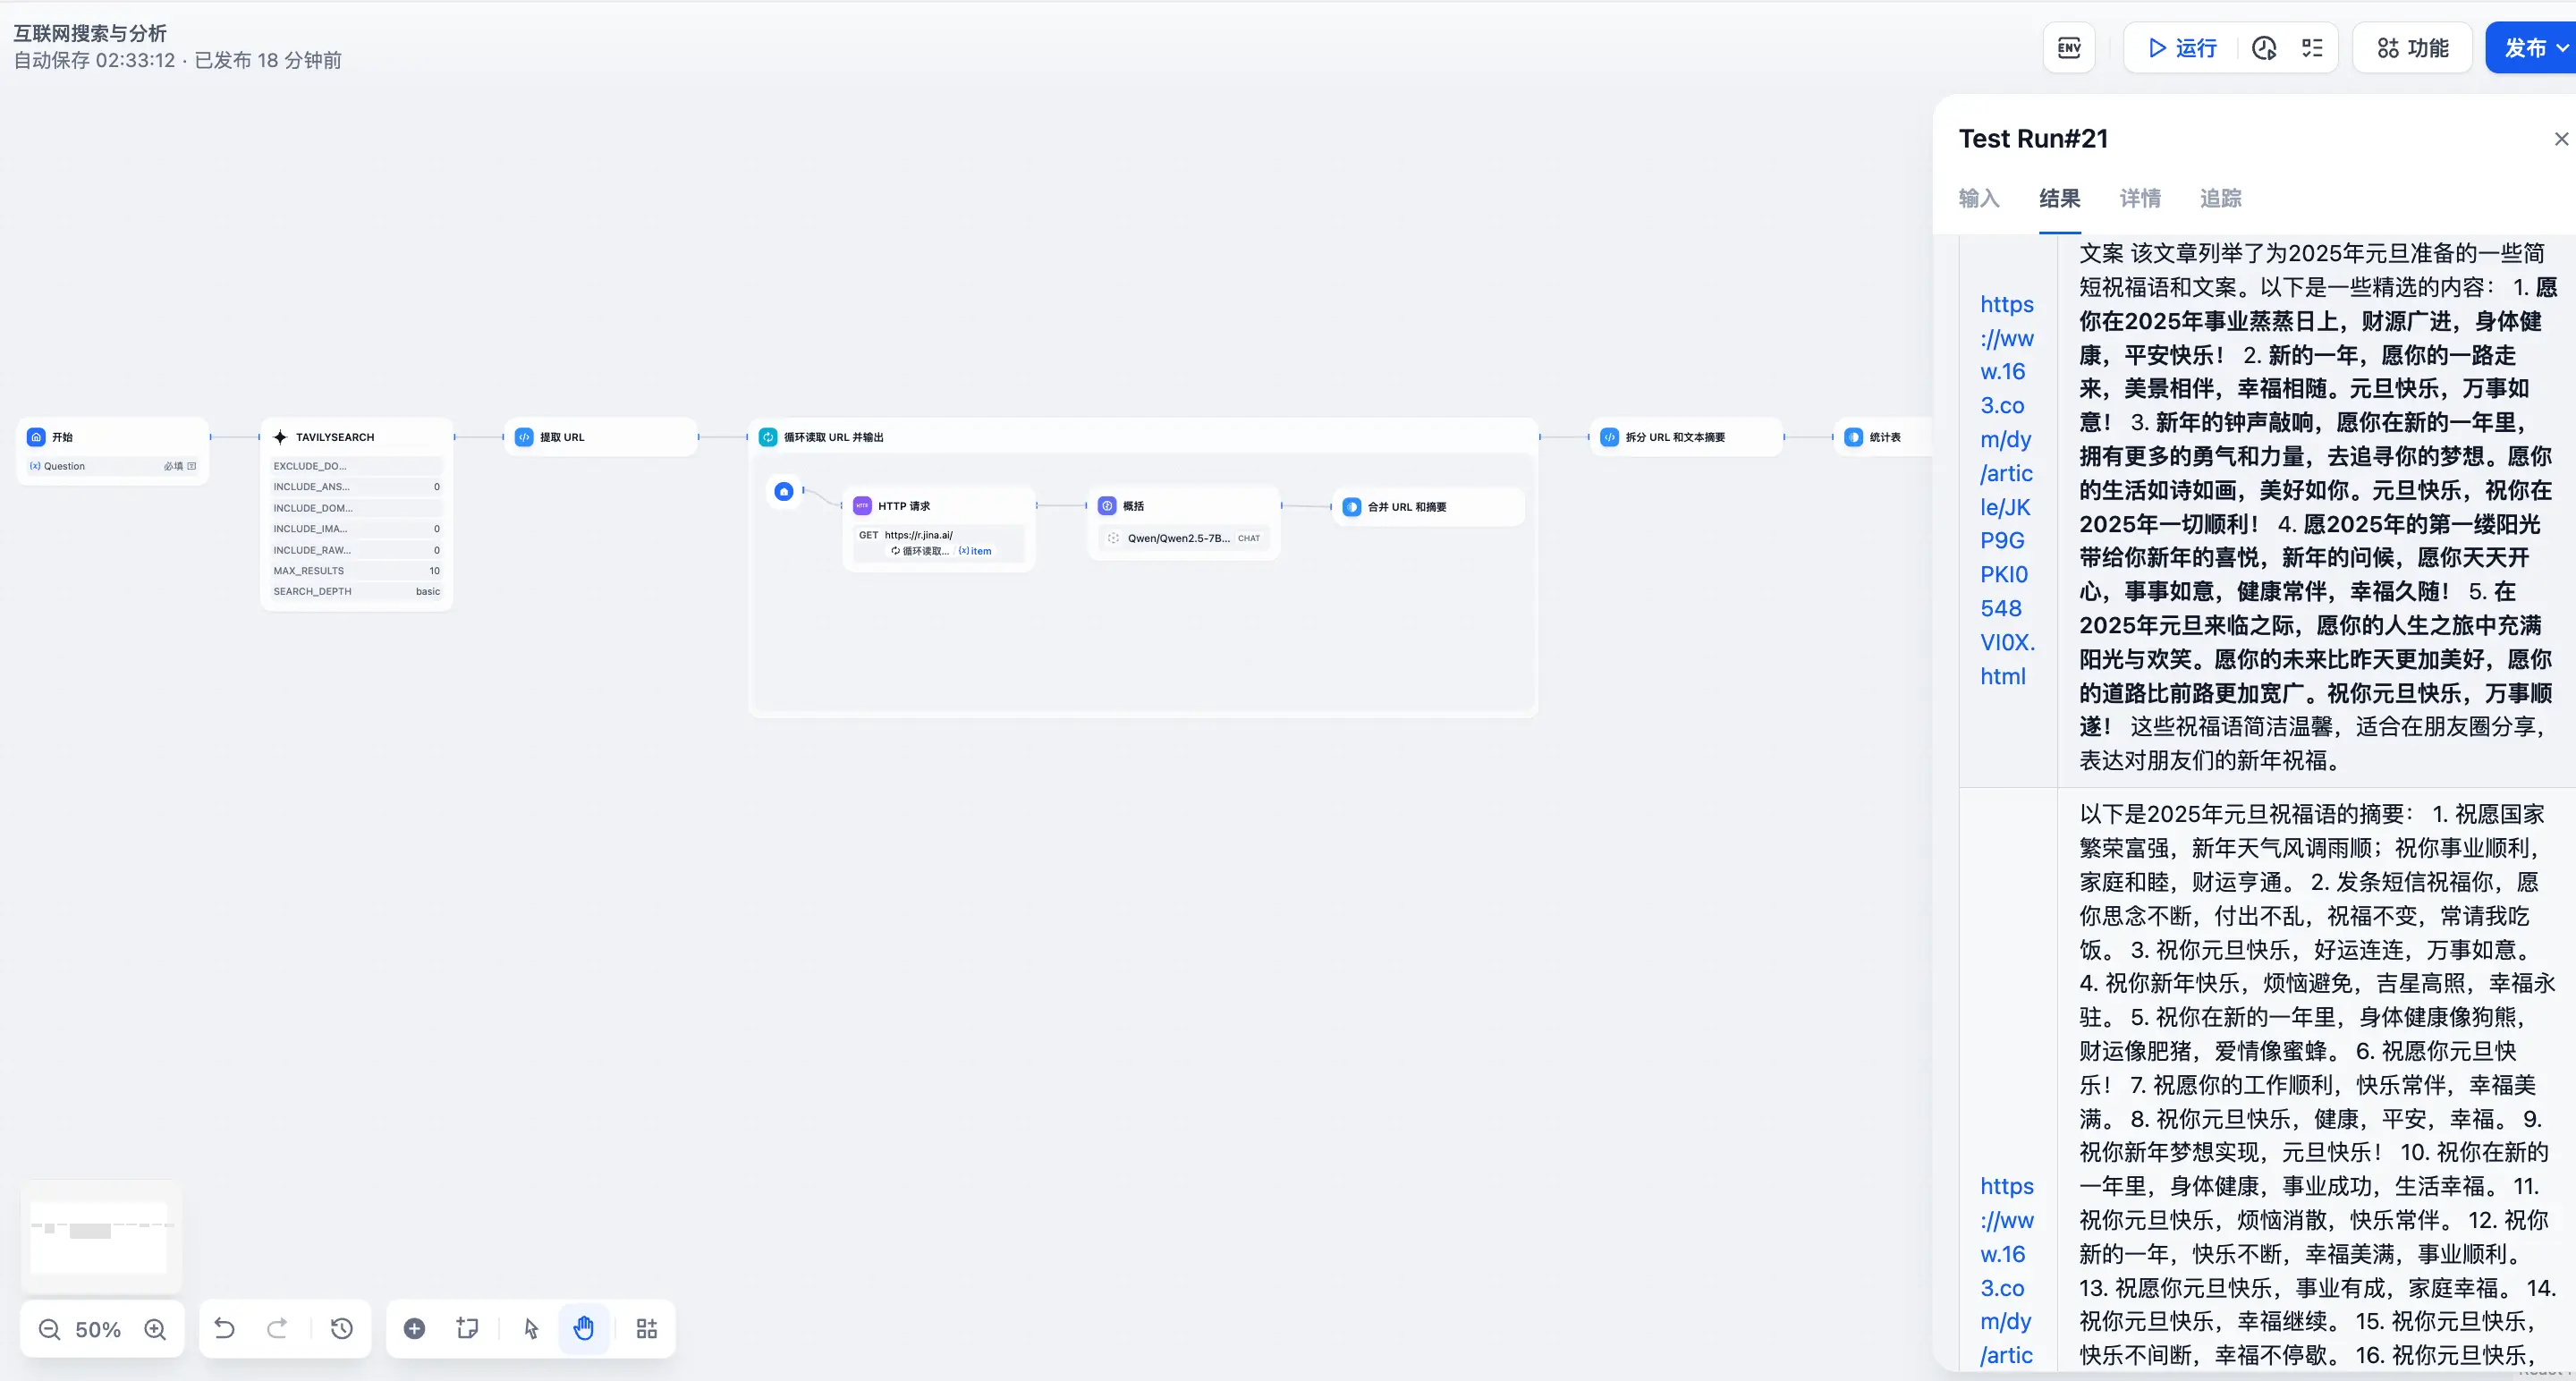 互联网搜索与分析
自动保存 02:33:12 · 已发布 18 分钟前
ENV
运行
功能
发布
开始
{x} Question
必填
TAVILYSEARCH
EXCLUDE_DO...
INCLUDE_ANS... 0
INCLUDE_DOM...
INCLUDE_IMA... 0
INCLUDE_RAW... 0
MAX_RESULTS 10
SEARCH_DEPTH basic
提取 URL
循环读取 URL 并输出
HTTP
HTTP 请求
GET https://r.jina.ai/
循环读取... / {x} item
概括
Qwen/Qwen2.5-7B... CHAT
合并 URL 和摘要
拆分 URL 和文本摘要
统计表
50%
Test Run#21
输入 结果 详情 追踪
https
://ww
w.16
3.co
m/dy
/artic
le/JK
P9G
PKI0
548
VI0X.
html
文案 该文章列举了为2025年元旦准备的一些简
短祝福语和文案。以下是一些精选的内容： 1. 愿
你在2025年事业蒸蒸日上，财源广进，身体健
康，平安快乐！ 2. 新的一年，愿你的一路走
来，美景相伴，幸福相随。元旦快乐，万事如
意！ 3. 新年的钟声敲响，愿你在新的一年里，
拥有更多的勇气和力量，去追寻你的梦想。愿你
的生活如诗如画，美好如你。元旦快乐，祝你在
2025年一切顺利！ 4. 愿2025年的第一缕阳光
带给你新年的喜悦，新年的问候，愿你天天开
心，事事如意，健康常伴，幸福久随！ 5. 在
2025年元旦来临之际，愿你的人生之旅中充满
阳光与欢笑。愿你的未来比昨天更加美好，愿你
的道路比前路更加宽广。祝你元旦快乐，万事顺
遂！ 这些祝福语简洁温馨，适合在朋友圈分享，
表达对朋友们的新年祝福。
https
://ww
w.16
3.co
m/dy
/artic
以下是2025年元旦祝福语的摘要： 1. 祝愿国家
繁荣富强，新年天气风调雨顺；祝你事业顺利，
家庭和睦，财运亨通。 2. 发条短信祝福你，愿
你思念不断，付出不乱，祝福不变，常请我吃
饭。 3. 祝你元旦快乐，好运连连，万事如意。
4. 祝你新年快乐，烦恼避免，吉星高照，幸福永
驻。 5. 祝你在新的一年里，身体健康像狗熊，
财运像肥猪，爱情像蜜蜂。 6. 祝愿你元旦快
乐！ 7. 祝愿你的工作顺利，快乐常伴，幸福美
满。 8. 祝你元旦快乐，健康，平安，幸福。 9.
祝你新年梦想实现，元旦快乐！ 10. 祝你在新的
一年里，身体健康，事业成功，生活幸福。 11.
祝你元旦快乐，烦恼消散，快乐常伴。 12. 祝你
新的一年，快乐不断，幸福美满，事业顺利。
13. 祝愿你元旦快乐，事业有成，家庭幸福。 14.
祝你元旦快乐，幸福继续。 15. 祝你元旦快乐，
快乐不间断，幸福不停歇。 16. 祝你元旦快乐，